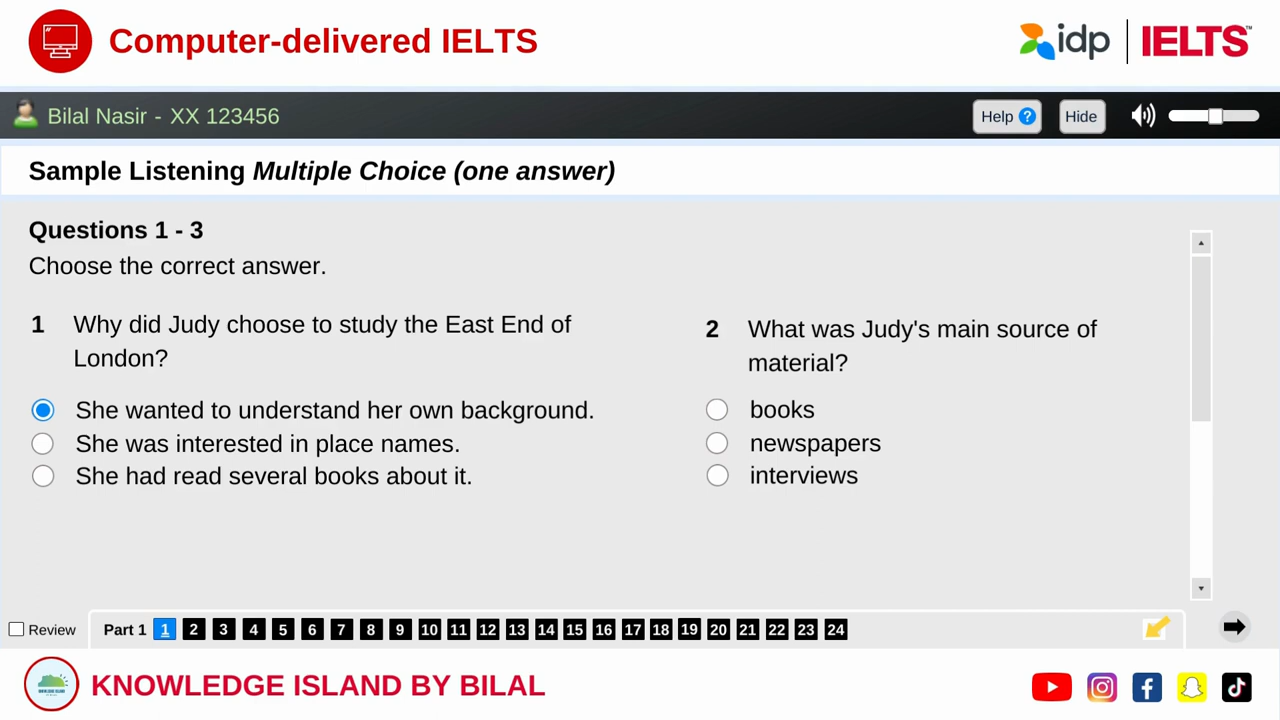 Computer-delivered IELTS
idp
IELTS™
Bilal Nasir - XX 123456
Help ?
Hide
Sample Listening Multiple Choice (one answer)
Questions 1 - 3
Choose the correct answer.
1 Why did Judy choose to study the East End of
London?
She wanted to understand her own background.
She was interested in place names.
She had read several books about it.
2 What was Judy's main source of
material?
books
newspapers
interviews
Review
Part 1 1 2 3 4 5 6 7 8 9 10 11 12 13 14 15 16 17 18 19 20 21 22 23 24
KNOWLEDGE ISLAND BY BILAL